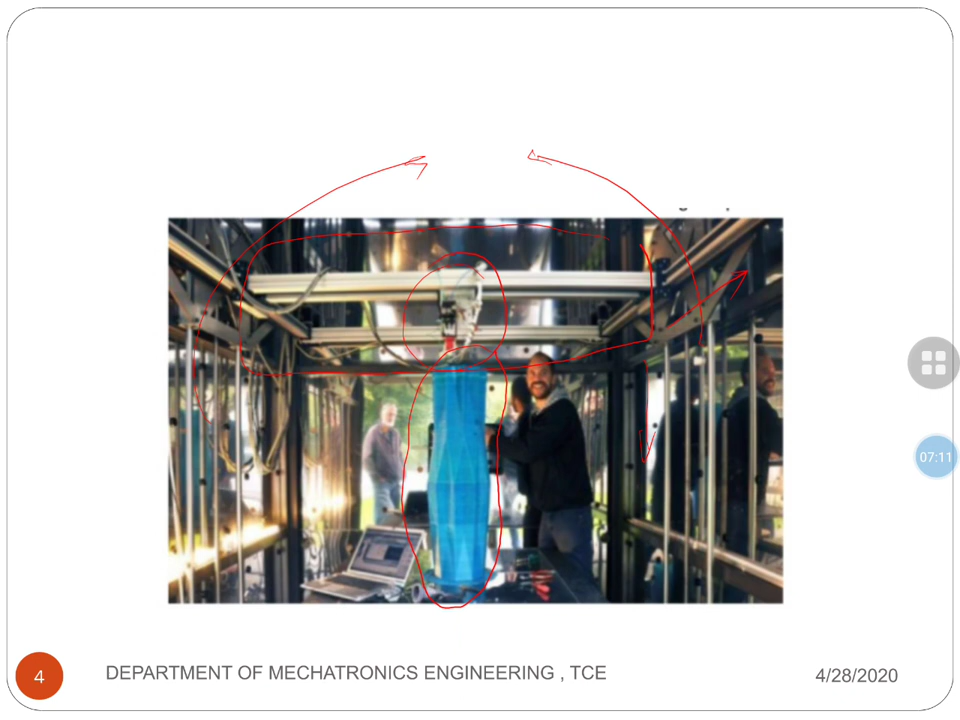 07:11
4
DEPARTMENT OF MECHATRONICS ENGINEERING , TCE
4/28/2020